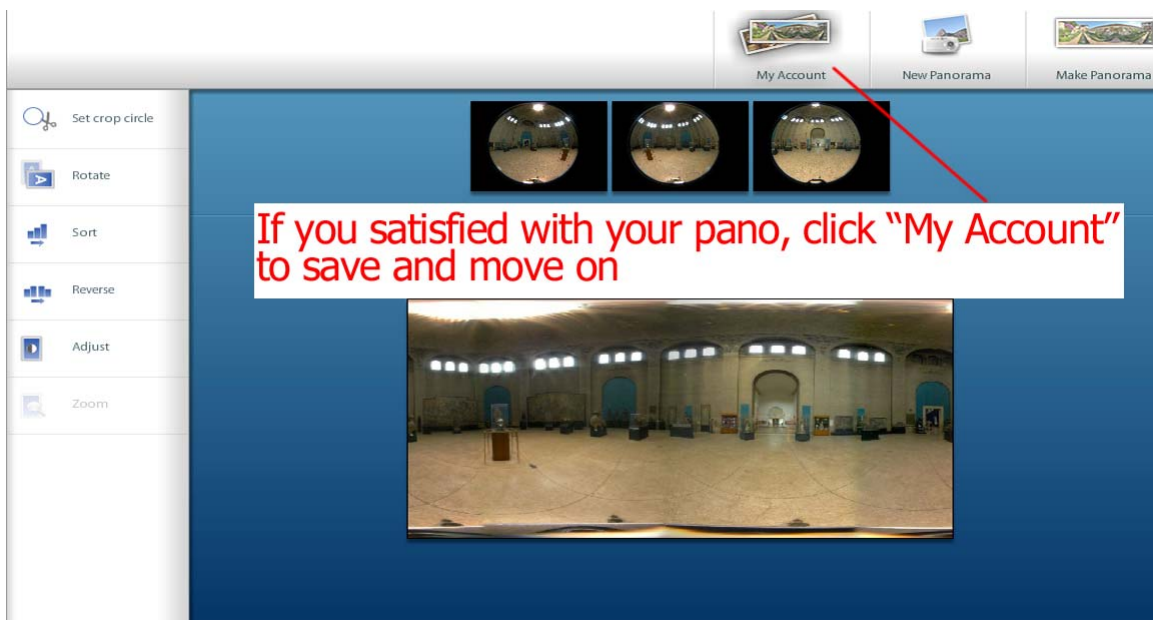 My Account
New Panorama
Make Panorama
Set crop circle
Rotate
Sort
Reverse
Adjust
Zoom
If you satisfied with your pano, click “My Account”
to save and move on